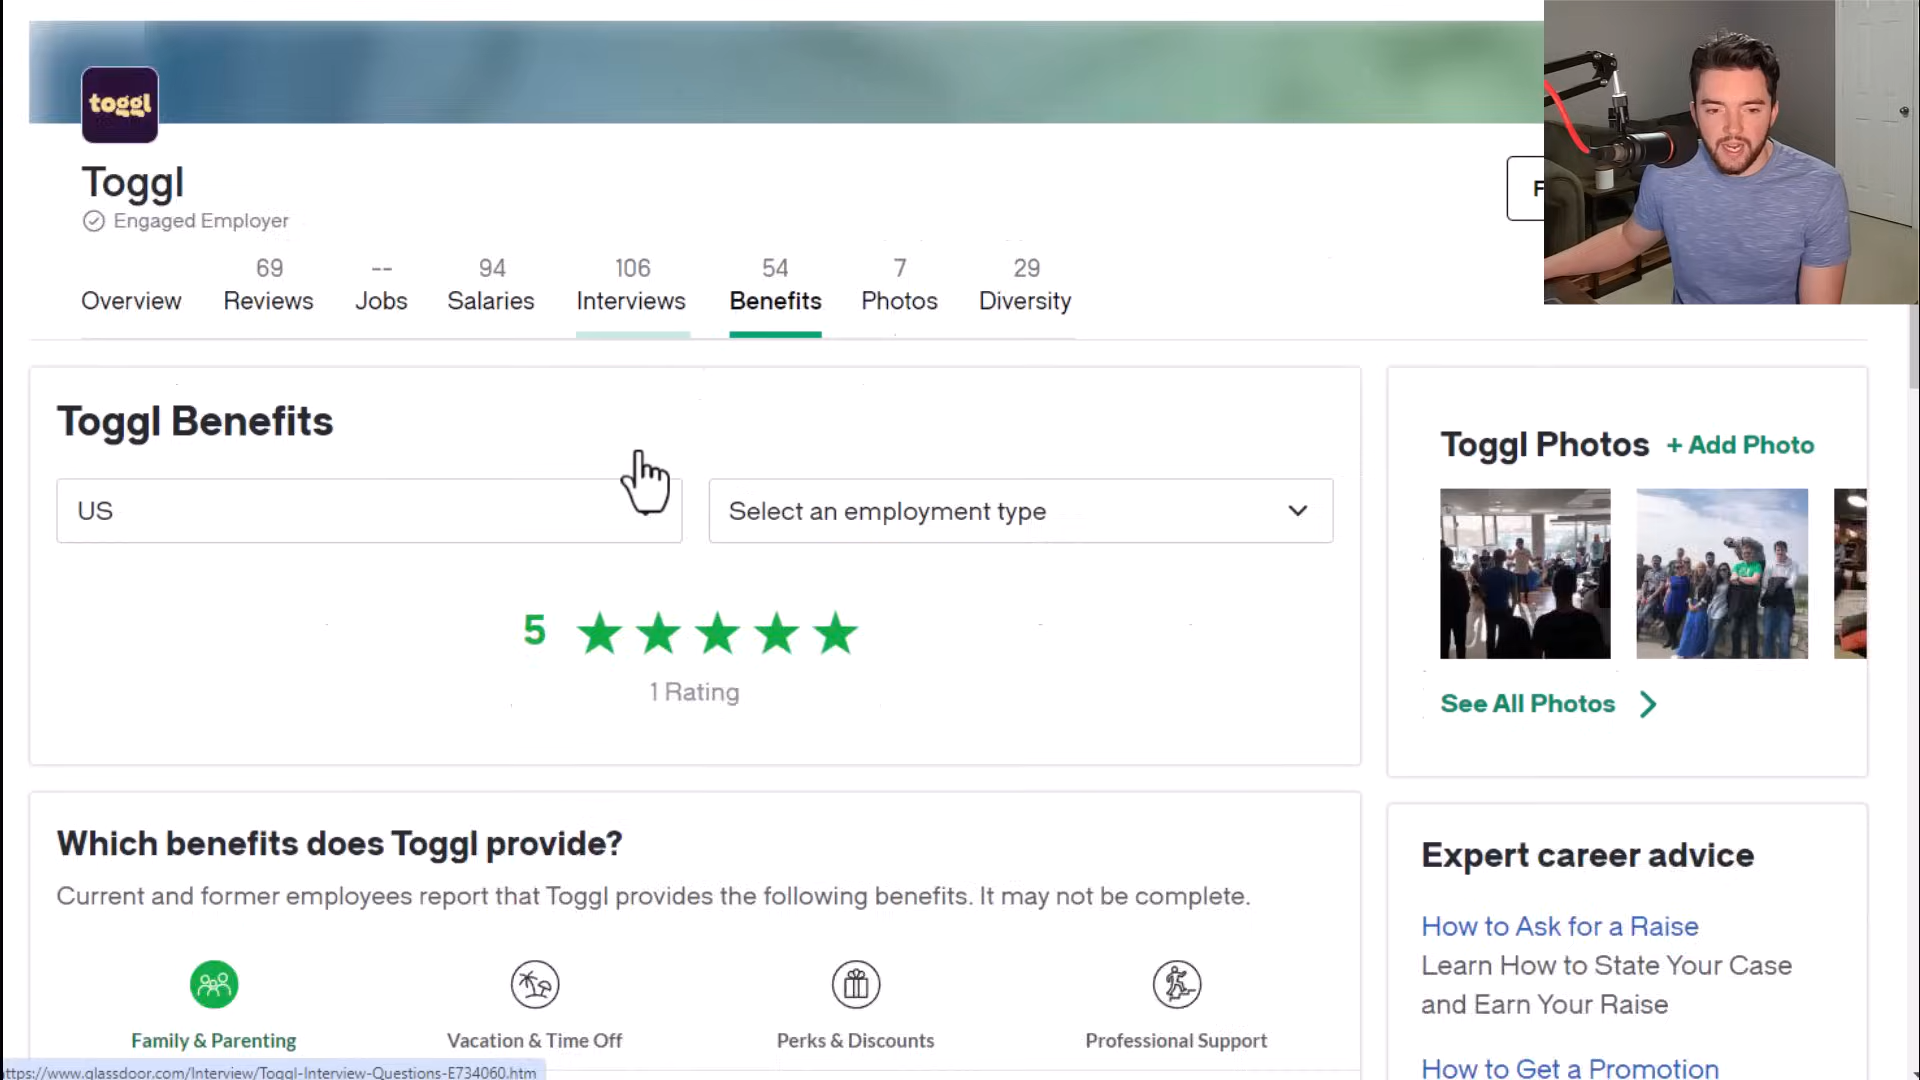 toggl
Toggl
Engaged Employer
F
69 -- 94 106 54 7 29
Overview Reviews Jobs Salaries Interviews Benefits Photos Diversity
Toggl Benefits
US
Select an employment type
5
1 Rating
Toggl Photos + Add Photo
See All Photos
Which benefits does Toggl provide?
Current and former employees report that Toggl provides the following benefits. It may not be complete.
Family & Parenting
Vacation & Time Off
Perks & Discounts
Professional Support
Expert career advice
How to Ask for a Raise
Learn How to State Your Case
and Earn Your Raise
How to Get a Promotion
ttps://www.glassdoor.com/Interview/Toggl-Interview-Questions-E734060.htm